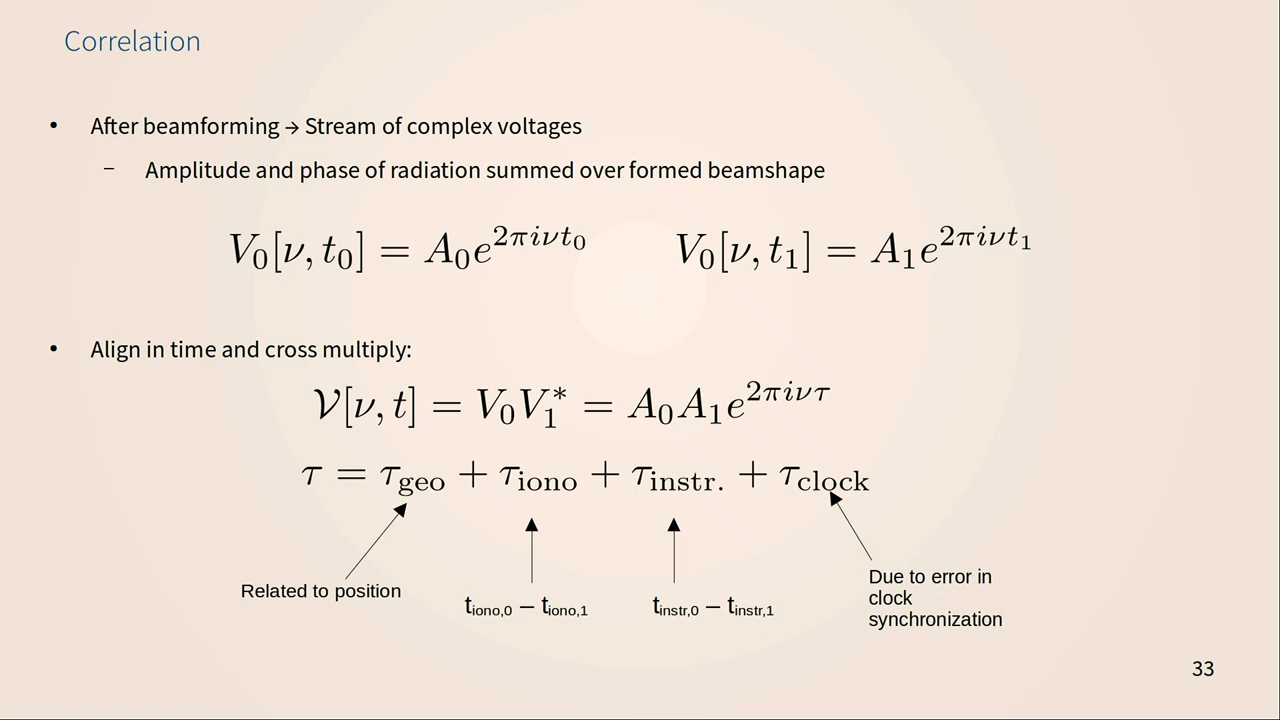 Correlation
• After beamforming → Stream of complex voltages
– Amplitude and phase of radiation summed over formed beamshape
V₀[ν, t₀] = A₀e^{2πiνt₀} V₀[ν, t₁] = A₁e^{2πiνt₁}
• Align in time and cross multiply:
𝒱[ν, t] = V₀V₁* = A₀A₁e^{2πiντ}
τ = τ_geo + τ_iono + τ_instr. + τ_clock
Related to position
t_iono,0 – t_iono,1
t_instr,0 – t_instr,1
Due to error in
clock
synchronization
33